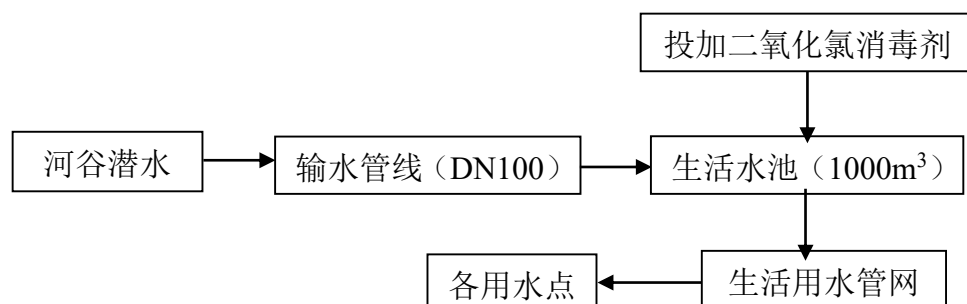 投加二氧化氯消毒剂
河谷潜水
输水管线（DN100）
生活水池（1000m³）
各用水点
生活用水管网